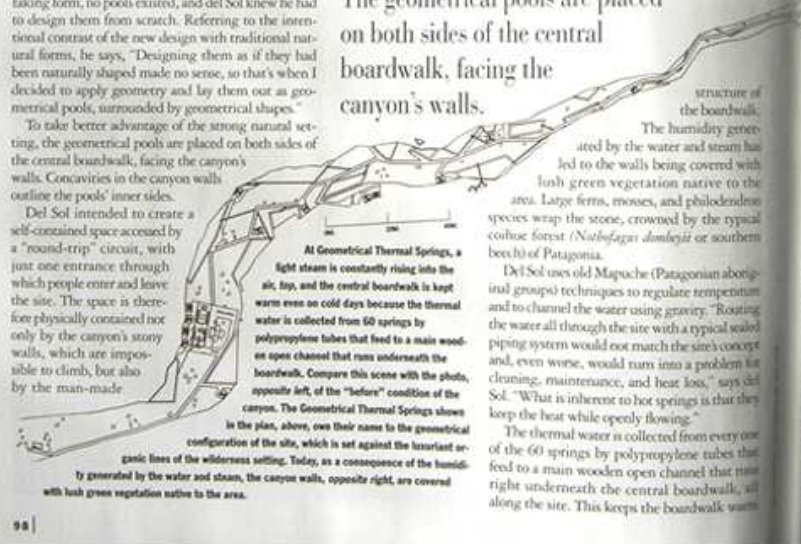 taking form, no pools existed, and del Sol knew he had
to design them from scratch. Referring to the inten-
tional contrast of the new design with traditional nat-
ural forms, he says, "Designing them as if they had
been naturally shaped made no sense, so that's when I
decided to apply geometry and lay them out as geo-
metrical pools, surrounded by geometrical shapes."
To take better advantage of the strong natural set-
ting, the geometrical pools are placed on both sides of
the central boardwalk, facing the canyon's
walls. Concavities in the canyon walls
outline the pools' inner sides.
Del Sol intended to create a
self-contained space accessed by
a "round-trip" circuit, with
just one entrance through
which people enter and leave
the site. The space is there-
fore physically contained not
only by the canyon's stony
walls, which are impos-
sible to climb, but also
by the man-made
The geometrical pools are placed
on both sides of the central
boardwalk, facing the
canyon's walls.
At Geometrical Thermal Springs, a
light steam is constantly rising into the
air, top, and the central boardwalk is kept
warm even on cold days because the thermal
water is collected from 60 springs by
polypropylene tubes that feed to a main wood-
en open channel that runs underneath the
boardwalk. Compare this scene with the photo,
opposite left, of the "before" condition of the
canyon. The Geometrical Thermal Springs shown
in the plan, above, owe their name to the geometrical
configuration of the site, which is set against the luxuriant or-
ganic lines of the wilderness setting. Today, as a consequence of the humidi-
ty generated by the water and steam, the canyon walls, opposite right, are covered
with lush green vegetation native to the area.
structure of
the boardwalk.
The humidity gener-
ated by the water and steam has
led to the walls being covered with
lush green vegetation native to the
area. Large ferns, mosses, and philodendron
species wrap the stone, crowned by the typical
coihue forest (Nothofagus dombeyii or southern
beech) of Patagonia.
Del Sol uses old Mapuche (Patagonian aborig-
inal groups) techniques to regulate temperature
and to channel the water using gravity. "Routing
the water all through the site with a typical sealed
piping system would not match the site's concept
and, even worse, would turn into a problem for
cleaning, maintenance, and heat loss," says del
Sol. "What is inherent to hot springs is that they
keep the heat while openly flowing."
The thermal water is collected from every one
of the 60 springs by polypropylene tubes that
feed to a main wooden open channel that runs
right underneath the central boardwalk, all
along the site. This keeps the boardwalk warm
98